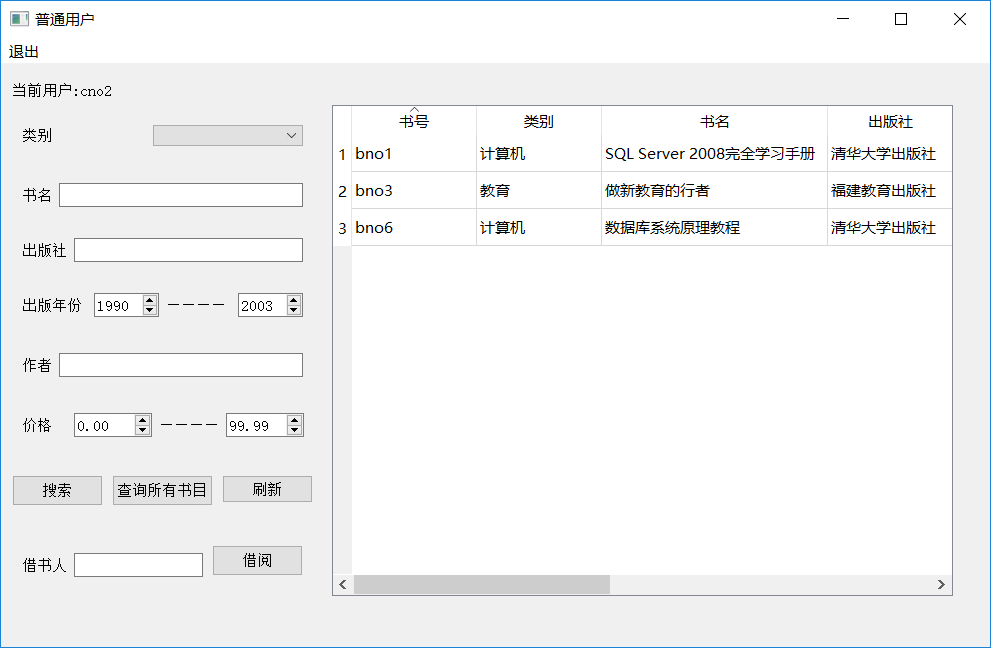 普通用户
退出
当前用户:cno2
类别
书名
出版社
出版年份 1990 ---- 2003
作者
价格 0.00 ---- 99.99
搜索 查询所有书目 刷新
借书人 借阅
书号 类别 书名 出版社
1 bno1 计算机 SQL Server 2008完全学习手册 清华大学出版社
2 bno3 教育 做新教育的行者 福建教育出版社
3 bno6 计算机 数据库系统原理教程 清华大学出版社